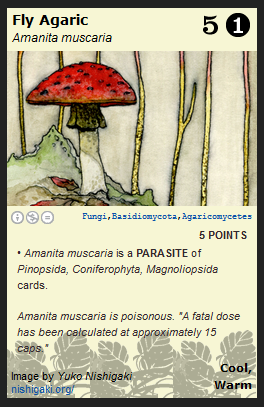 Fly Agaric
Amanita muscaria
5 1
Fungi,Basidiomycota,Agaricomycetes
5 POINTS
• Amanita muscaria is a PARASITE of
Pinopsida, Coniferophyta, Magnoliopsida
cards.
Amanita muscaria is poisonous. "A fatal dose
has been calculated at approximately 15
caps."
Image by Yuko Nishigaki
nishigaki.org/
Cool,
Warm